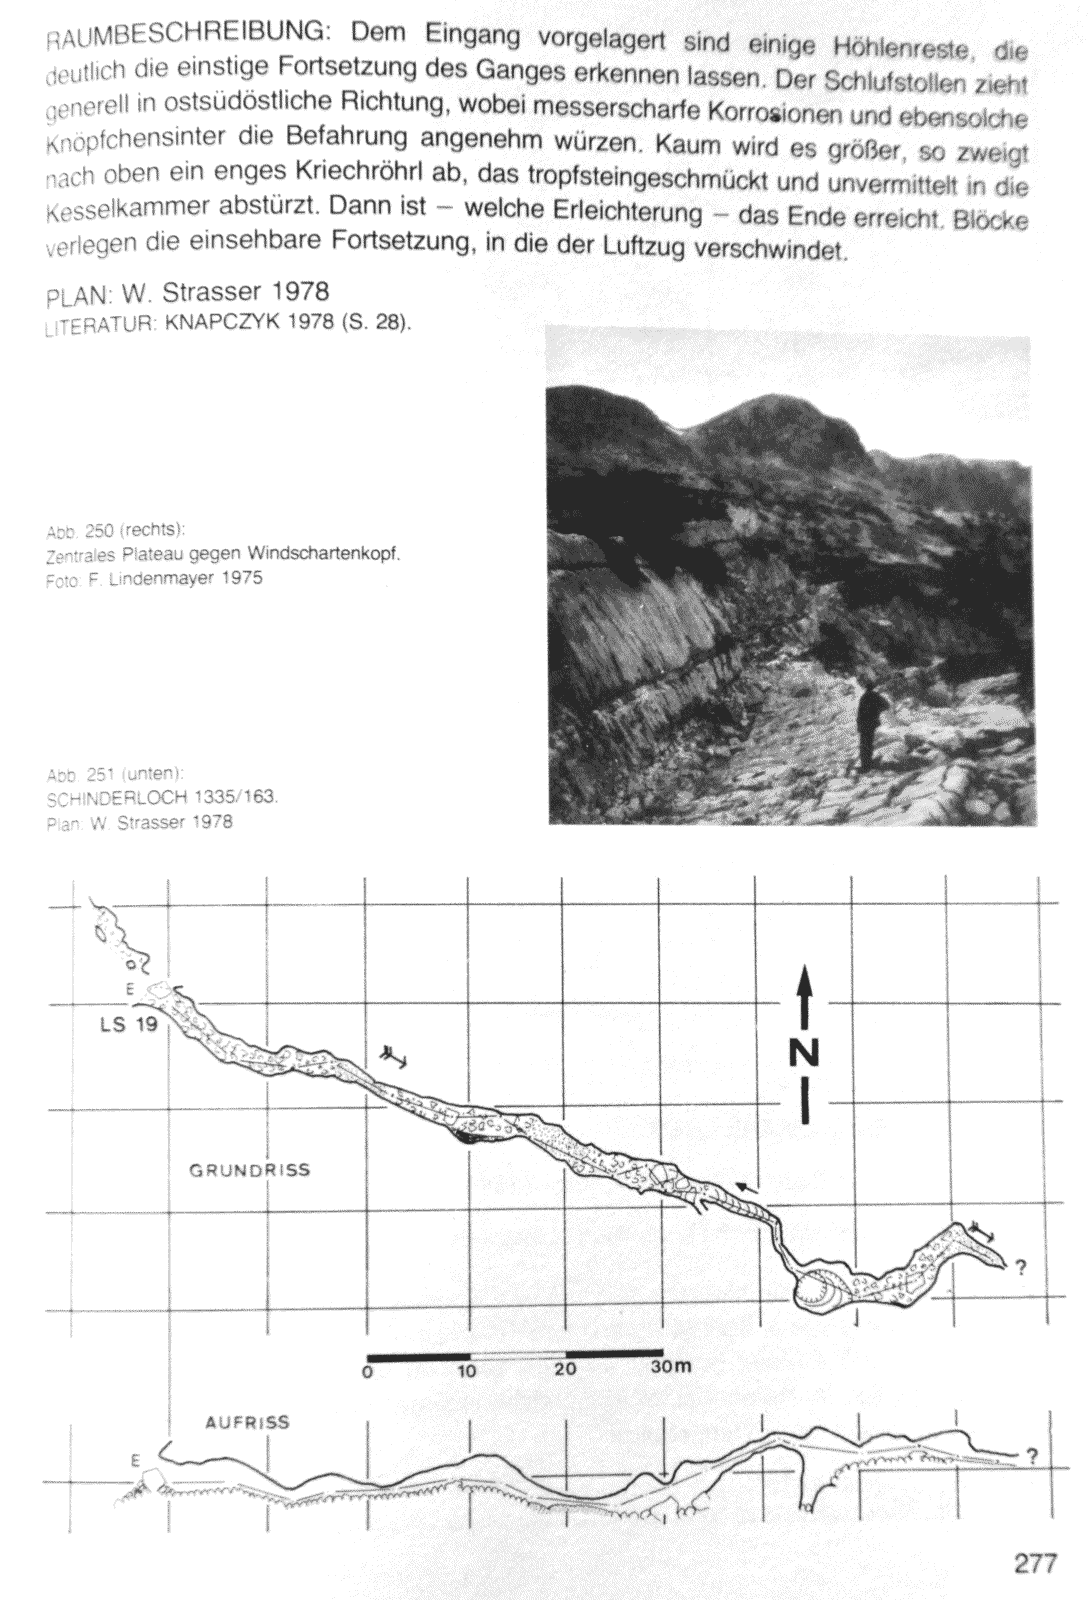 RAUMBESCHREIBUNG: Dem Eingang vorgelagert sind einige Höhlenreste, die
deutlich die einstige Fortsetzung des Ganges erkennen lassen. Der Schlufstollen zieht
generell in ostsüdöstliche Richtung, wobei messerscharfe Korrosionen und ebensolche
Knöpfchensinter die Befahrung angenehm würzen. Kaum wird es größer, so zweigt
nach oben ein enges Kriechröhrl ab, das tropfsteingeschmückt und unvermittelt in die
Kesselkammer abstürzt. Dann ist – welche Erleichterung – das Ende erreicht. Blöcke
verlegen die einsehbare Fortsetzung, in die der Luftzug verschwindet.
PLAN: W. Strasser 1978
LITERATUR: KNAPCZYK 1978 (S. 28).
Abb. 250 (rechts):
Zentrales Plateau gegen Windschartenkopf.
Foto: F. Lindenmayer 1975
Abb. 251 (unten):
SCHINDERLOCH 1335/163.
Plan: W. Strasser 1978
E
LS 19
N
GRUNDRISS
?
0 10 20 30m
AUFRISS
E
?
277